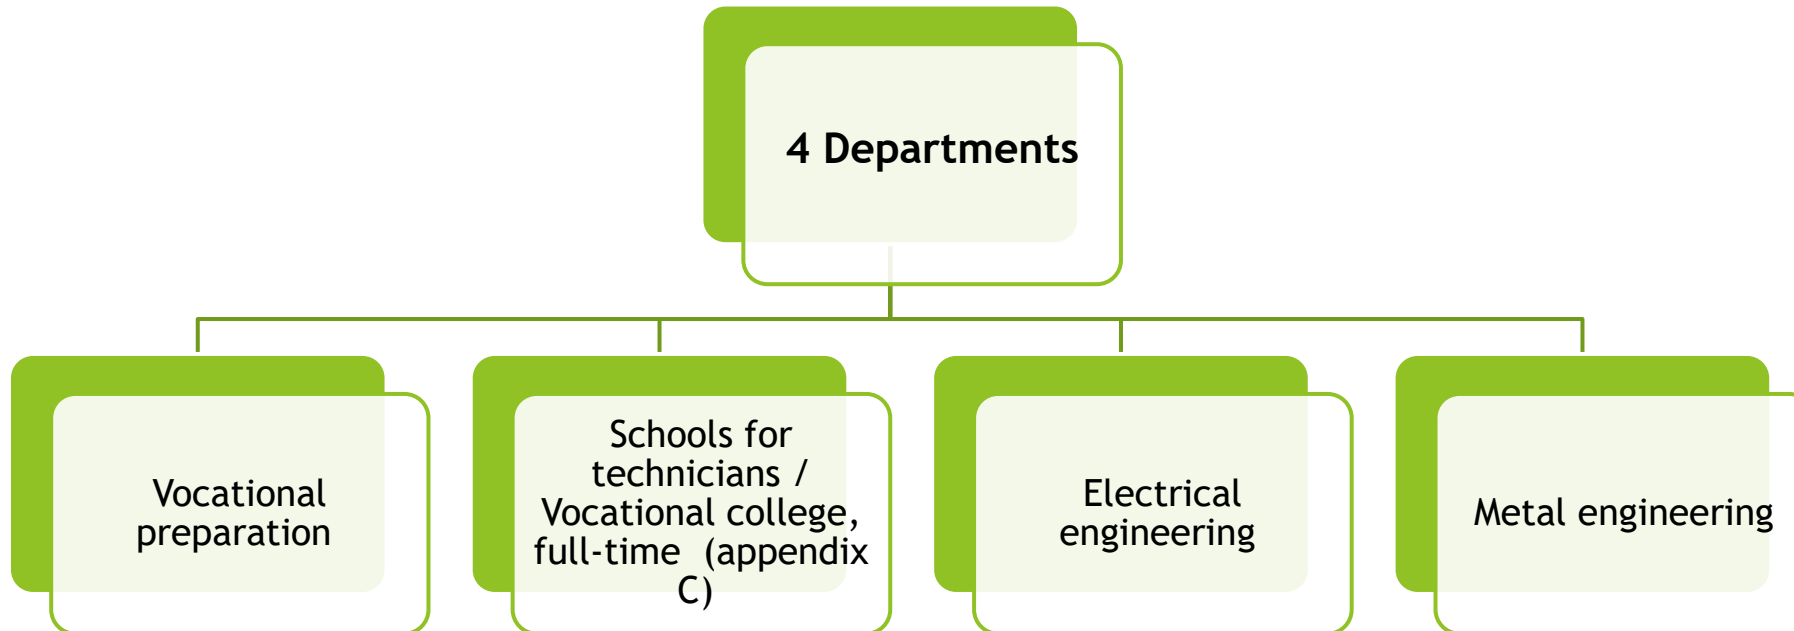 4 Departments
Vocational
preparation
Schools for
technicians /
Vocational college,
full-time (appendix
C)
Electrical
engineering
Metal engineering